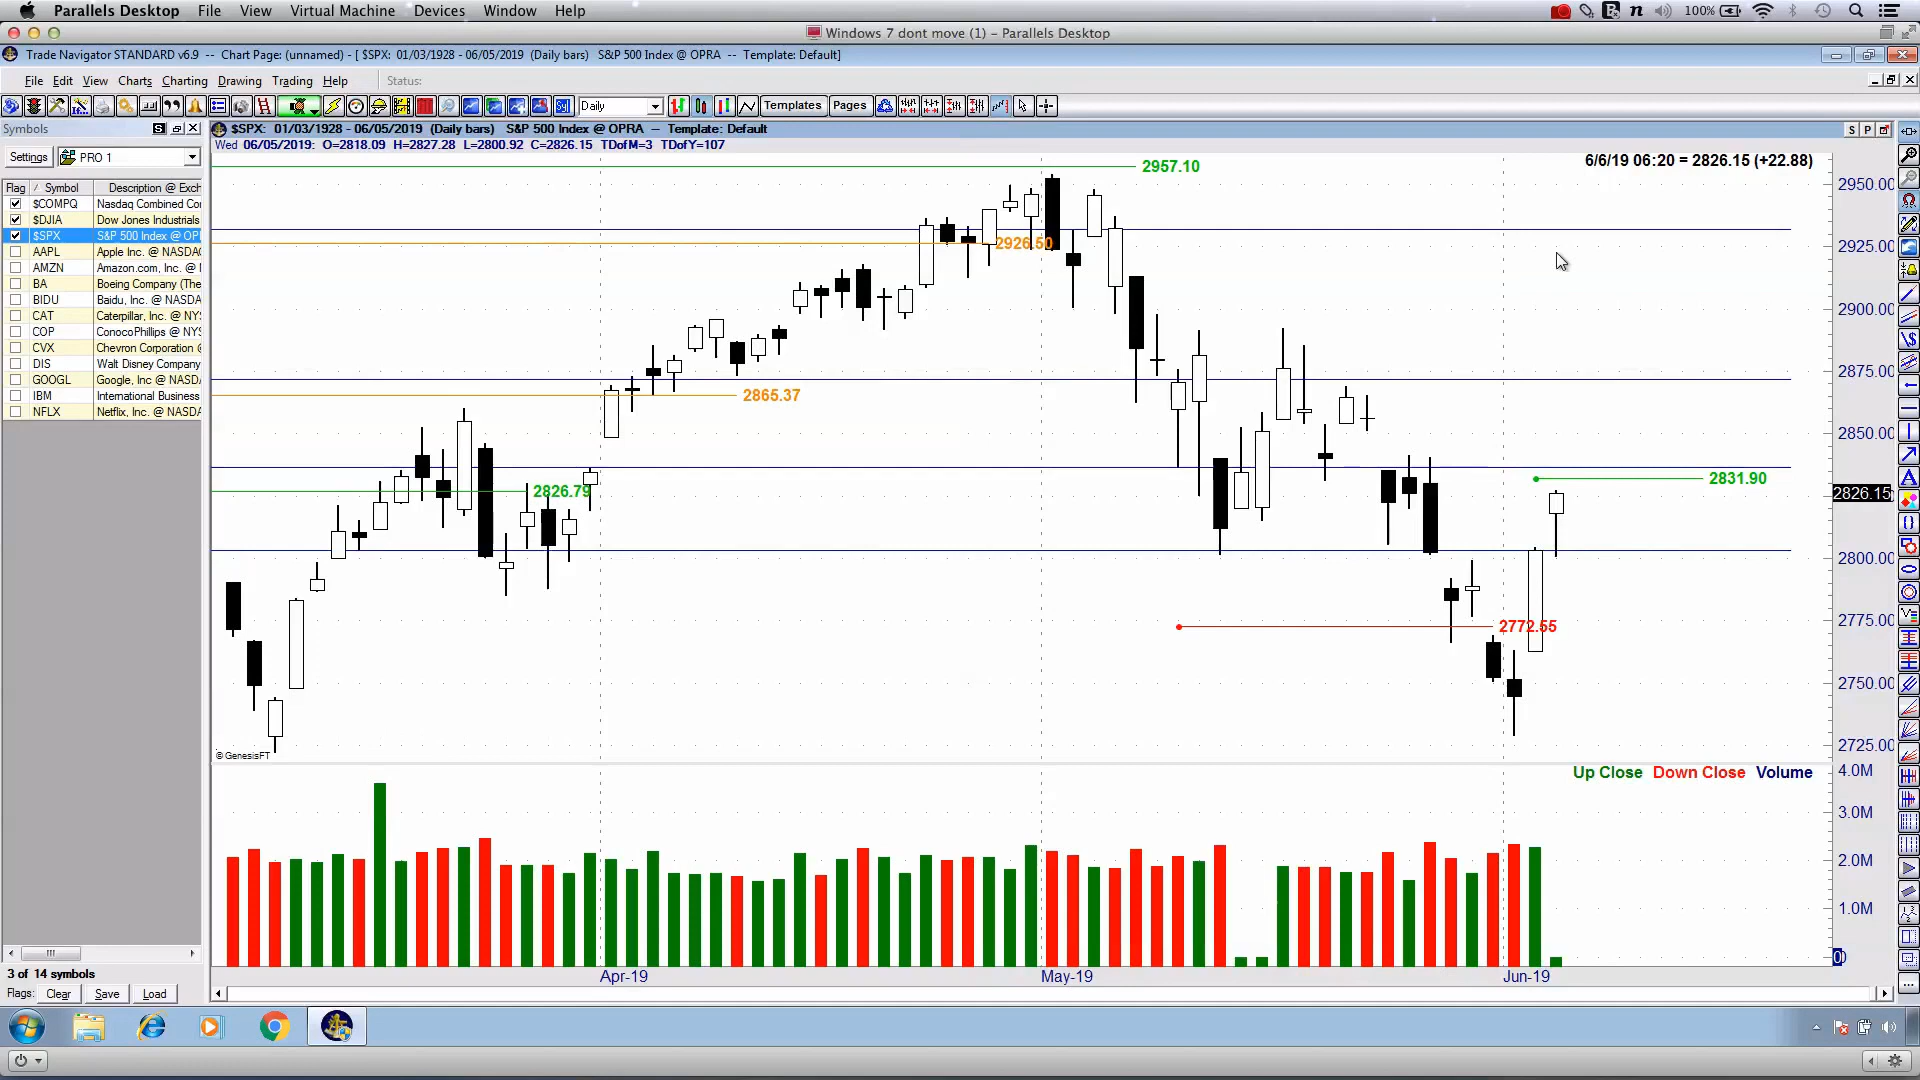 Parallels Desktop File View Virtual Machine Devices Window Help 100%
Windows 7 dont move (1) - Parallels Desktop
Trade Navigator STANDARD v6.9 -- Chart Page: (unnamed) - [ $SPX: 01/03/1928 - 06/05/2019 (Daily bars) S&P 500 Index @ OPRA -- Template: Default]
File Edit View Charts Charting Drawing Trading Help Status:
Daily Templates Pages
Symbols S
$SPX: 01/03/1928 - 06/05/2019 (Daily bars) S&P 500 Index @ OPRA -- Template: Default S P
Wed 06/05/2019: O=2818.09 H=2827.28 L=2800.92 C=2826.15 TDofM=3 TDofY=107
Settings PRO 1
6/6/19 06:20 = 2826.15 (+22.88)
Flag Symbol Description @ Exch
$COMPQ Nasdaq Combined Co
$DJIA Dow Jones Industrials
$SPX S&P 500 Index @ OPI
AAPL Apple Inc. @ NASDA
AMZN Amazon.com, Inc. @
BA Boeing Company (The
BIDU Baidu, Inc. @ NASDA
CAT Caterpillar, Inc. @ NY
COP ConocoPhillips @ NY
CVX Chevron Corporation
DIS Walt Disney Company
GOOGL Google, Inc @ NASDA
IBM International Business
NFLX Netflix, Inc. @ NASDA
2957.10
2926.50
2865.37
2826.79
2831.90
2772.55
2950.00
2925.00
2900.00
2875.00
2850.00
2826.15
2800.00
2775.00
2750.00
2725.00
© GenesisFT
Up Close Down Close Volume
4.0M
3.0M
2.0M
1.0M
0
Apr-19 May-19 Jun-19
3 of 14 symbols
Flags: Clear Save Load